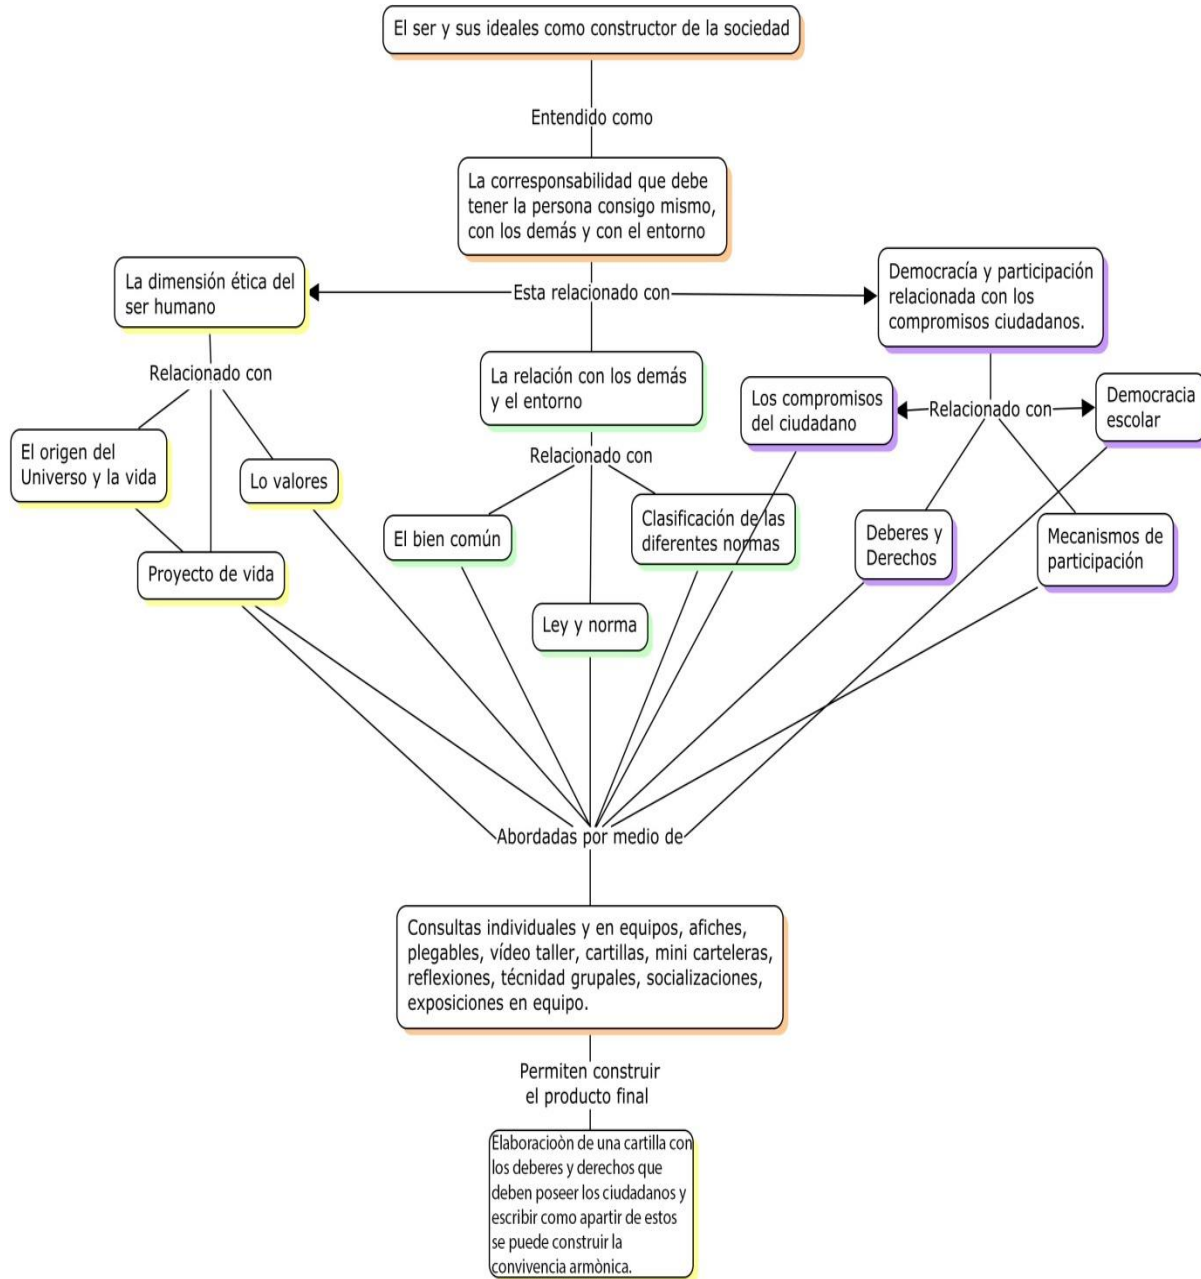 El ser y sus ideales como constructor de la sociedad
Entendido como
La corresponsabilidad que debe
tener la persona consigo mismo,
con los demás y con el entorno
La dimensión ética del
ser humano
Esta relacionado con
Democracía y participación
relacionada con los
compromisos ciudadanos.
Relacionado con
La relación con los demás
y el entorno
Los compromisos
del ciudadano
Relacionado con
Democracia
escolar
El origen del
Universo y la vida
Lo valores
Relacionado con
El bien común
Clasificación de las
diferentes normas
Deberes y
Derechos
Mecanismos de
participación
Proyecto de vida
Ley y norma
Abordadas por medio de
Consultas individuales y en equipos, afiches,
plegables, vídeo taller, cartillas, mini carteleras,
reflexiones, técnidad grupales, socializaciones,
exposiciones en equipo.
Permiten construir
el producto final
Elaboracioòn de una cartilla con
los deberes y derechos que
deben poseer los ciudadanos y
escribir como apartir de estos
se puede construir la
convivencia armònica.